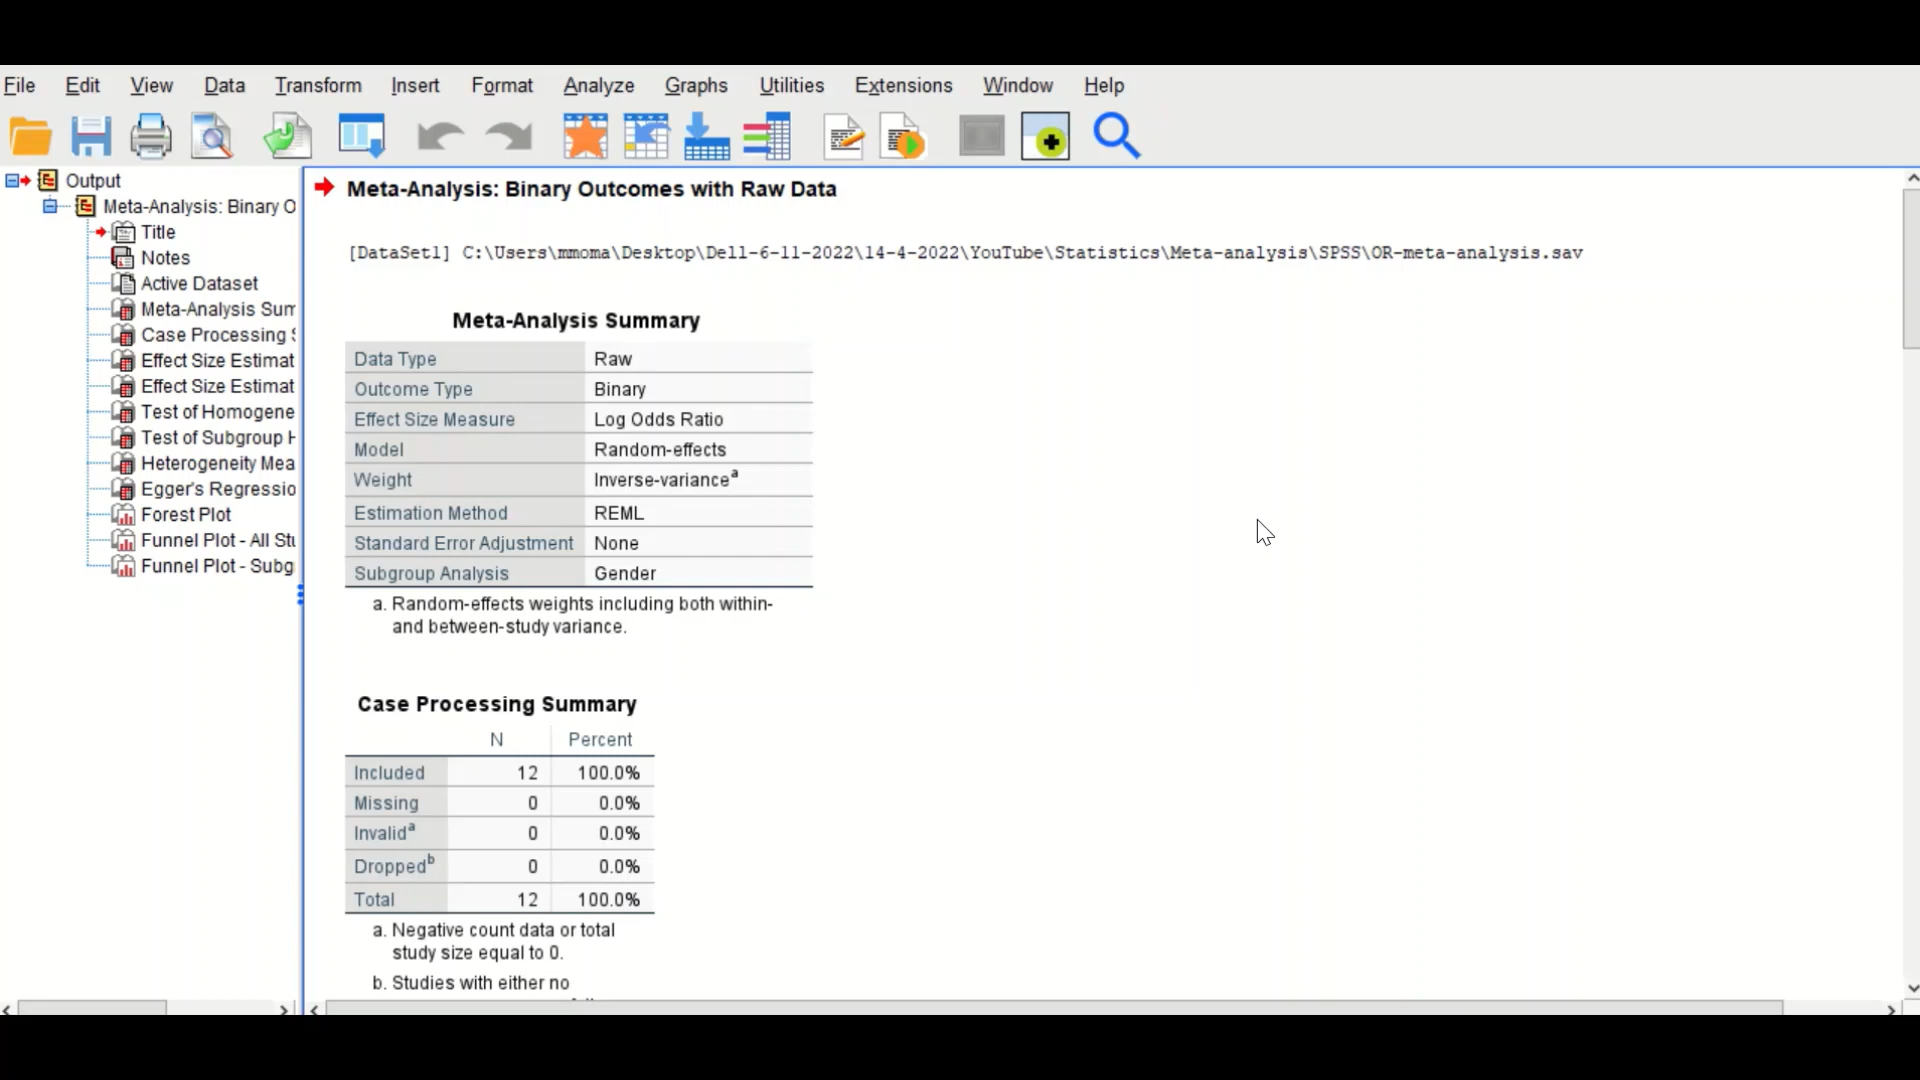 File Edit View Data Transform Insert Format Analyze Graphs Utilities Extensions Window Help
Output
Meta-Analysis: Binary O
Title
Notes
Active Dataset
Meta-Analysis Sum
Case Processing S
Effect Size Estimat
Effect Size Estimat
Test of Homogene
Test of Subgroup H
Heterogeneity Mea
Egger's Regressio
Forest Plot
Funnel Plot - All Stu
Funnel Plot - Subg
Meta-Analysis: Binary Outcomes with Raw Data
[DataSet1] C:\Users\mmoma\Desktop\Dell-6-11-2022\14-4-2022\YouTube\Statistics\Meta-analysis\SPSS\OR-meta-analysis.sav
Meta-Analysis Summary
Data Type Raw
Outcome Type Binary
Effect Size Measure Log Odds Ratio
Model Random-effects
Weight Inverse-variance^a
Estimation Method REML
Standard Error Adjustment None
Subgroup Analysis Gender
a. Random-effects weights including both within-
and between-study variance.
Case Processing Summary
N Percent
Included 12 100.0%
Missing 0 0.0%
Invalid^a 0 0.0%
Dropped^b 0 0.0%
Total 12 100.0%
a. Negative count data or total
study size equal to 0.
b. Studies with either no